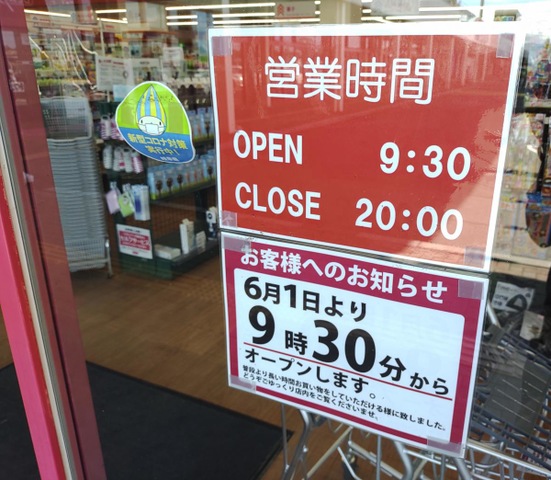 営業時間
OPEN 9:30
CLOSE 20:00
新型コロナ対策
実行中!
お客様へのお知らせ
6月1日より
9時30分から
オープンします。
普段より長い時間お買い物をしていただける様に致しました。
どうぞごゆっくり店内をご覧くださいませ。